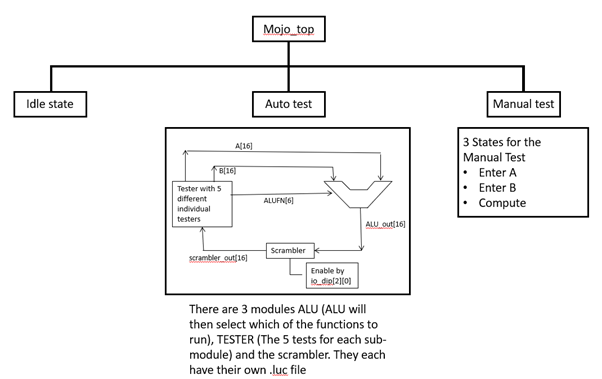 Mojo_top
Idle state
Auto test
Manual test
A[16]
B[16]
Tester with 5
different
individual
testers
ALUFN[6]
ALU_out[16]
scrambler_out[16]
Scrambler
Enable by
io_dip[2][0]
3 States for the
Manual Test
• Enter A
• Enter B
• Compute
There are 3 modules ALU (ALU will
then select which of the functions to
run), TESTER (The 5 tests for each sub-
module) and the scrambler. They each
have their own .luc file